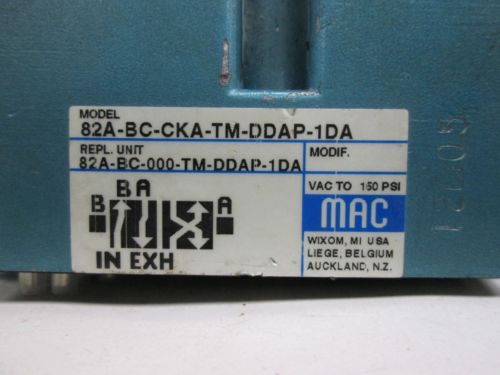 MODEL
82A-BC-CKA-TM-DDAP-1DA
REPL. UNIT
MODIF.
82A-BC-000-TM-DDAP-1DA
VAC TO 150 PSI
B A
B
A
IN EXH
MAC
WIXOM, MI USA
LIEGE, BELGIUM
AUCKLAND, N.Z.